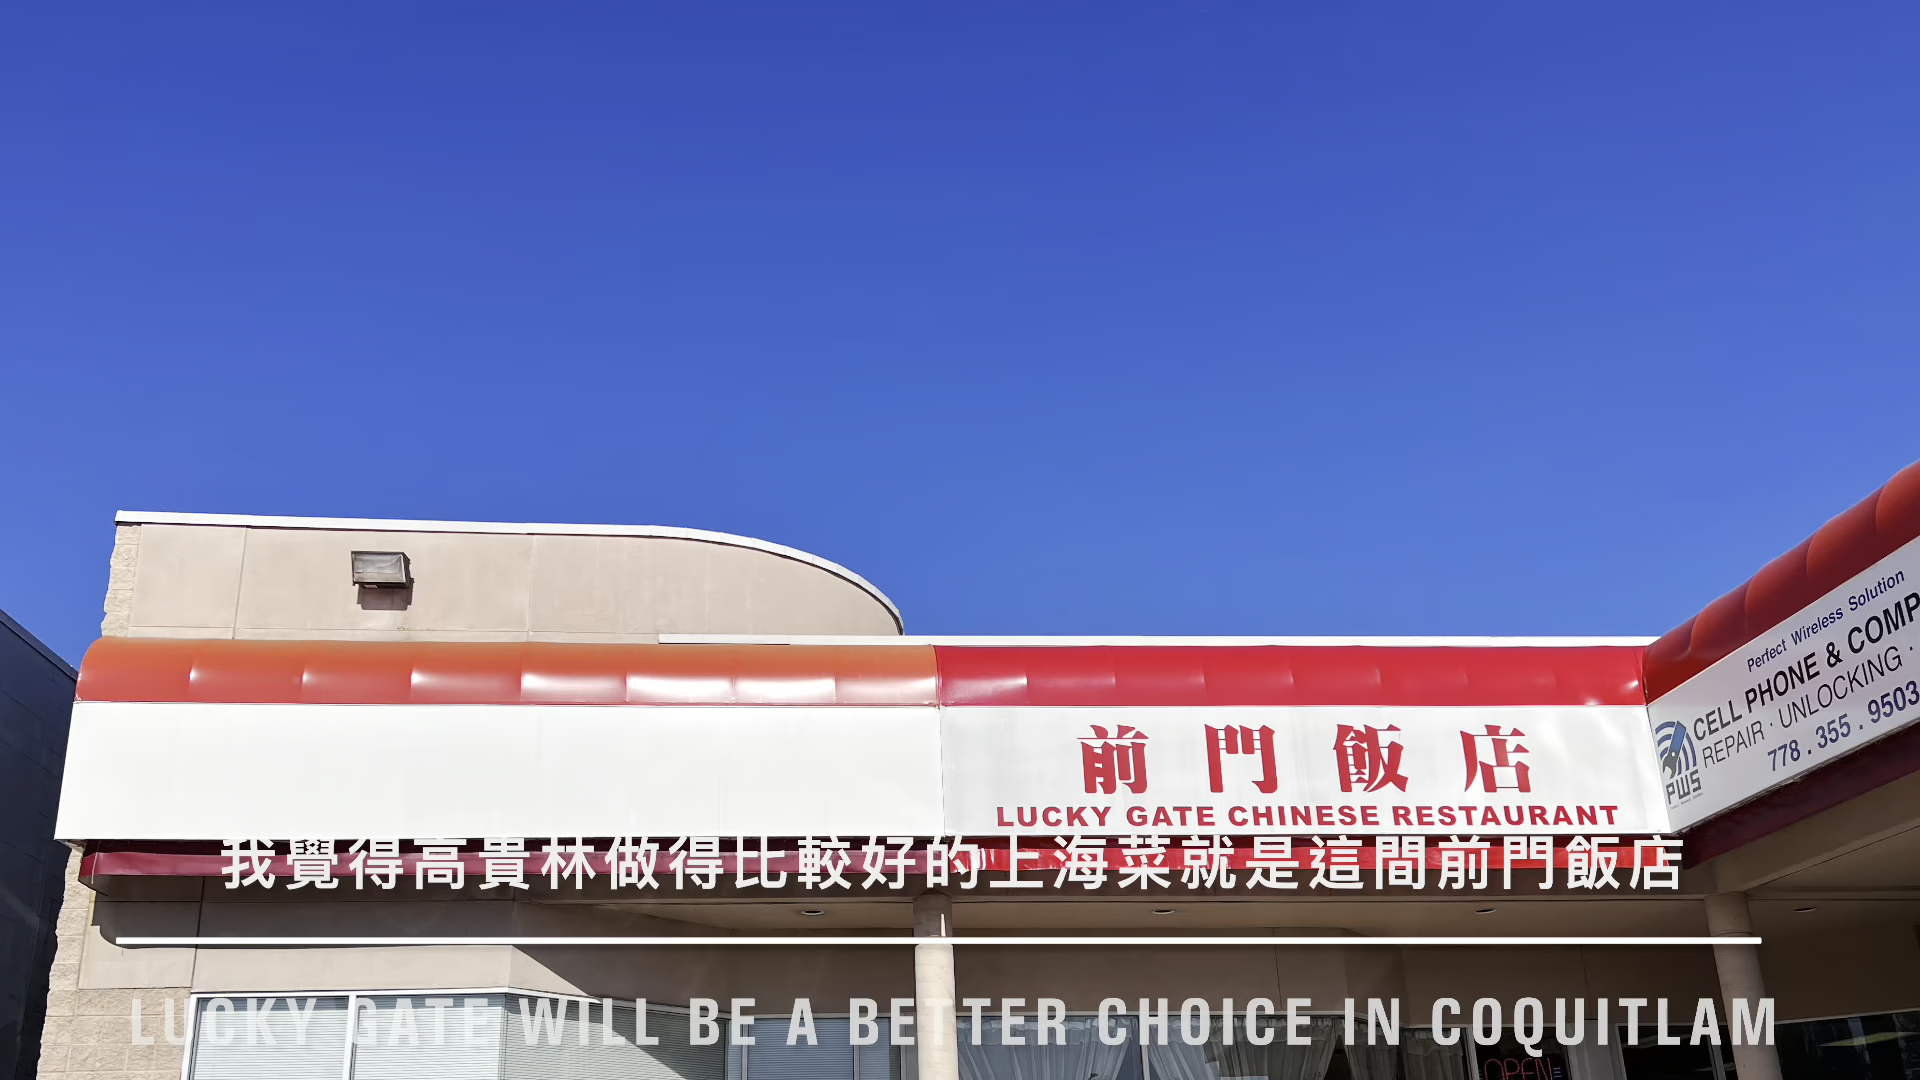 前門飯店
LUCKY GATE CHINESE RESTAURANT
Perfect Wireless Solution
CELL PHONE & COMP
REPAIR · UNLOCKING ·
778 . 355 . 9503
PWS
我覺得高貴林做得比較好的上海菜就是這間前門飯店
LUCKY GATE WILL BE A BETTER CHOICE IN COQUITLAM
OPEN